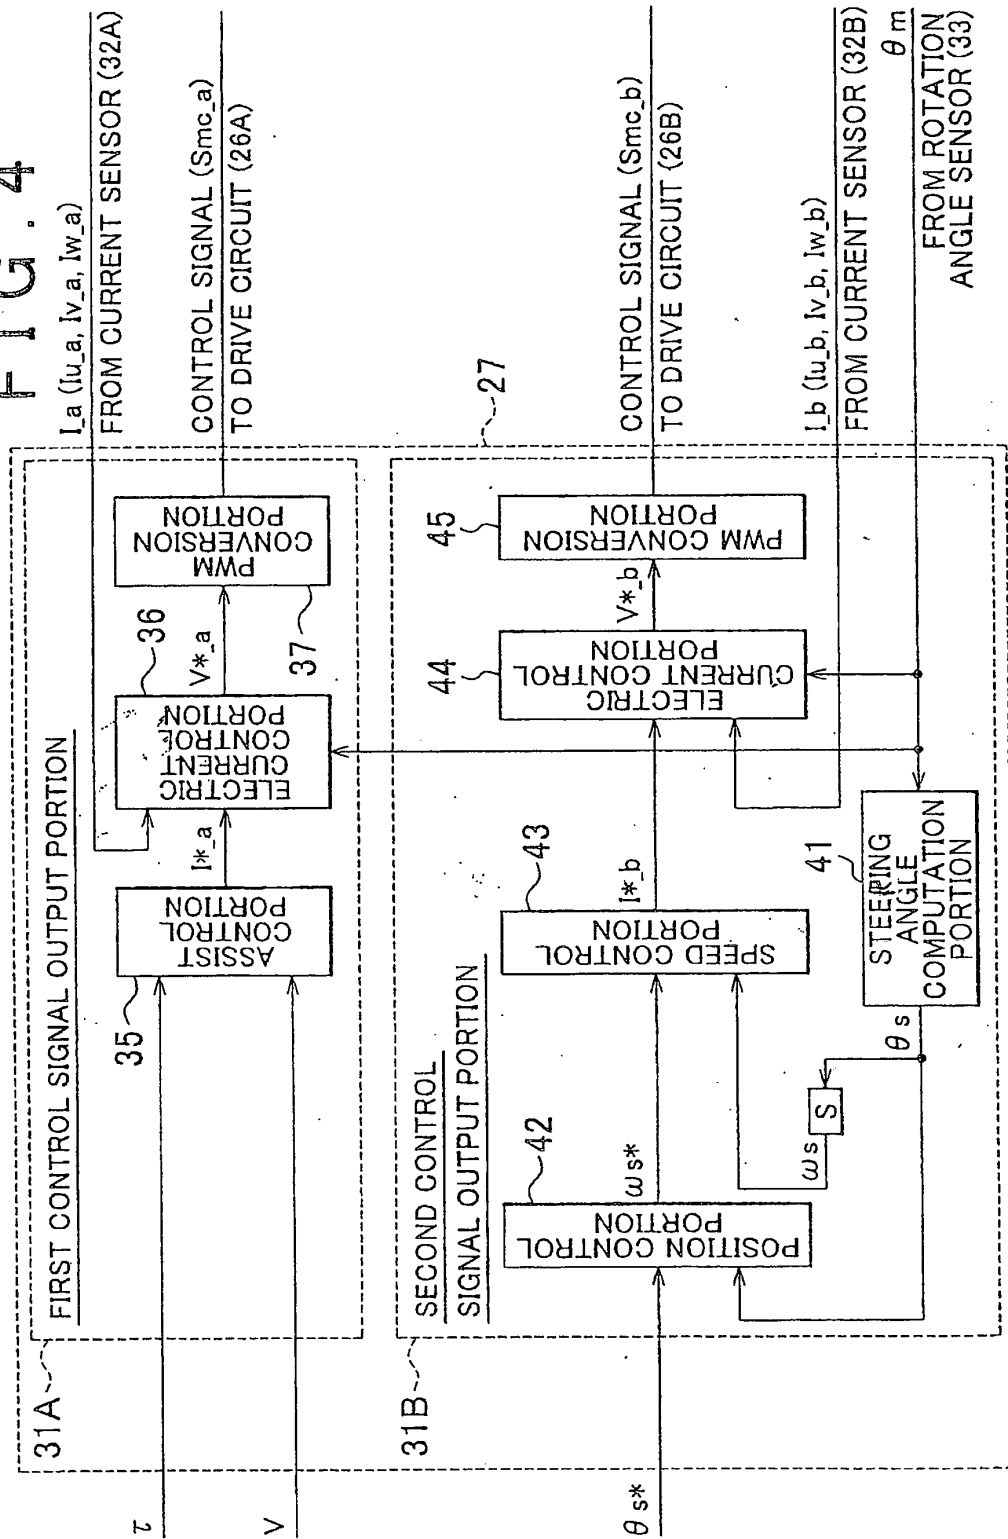 FIG. 4
I_a (Iu_a, Iv_a, Iw_a)
FROM CURRENT SENSOR (32A)
CONTROL SIGNAL (Smc_a)
TO DRIVE CIRCUIT (26A)
27
31A
FIRST CONTROL SIGNAL OUTPUT PORTION
τ
V
35
ASSIST
CONTROL
PORTION
I*_a
36
ELECTRIC
CURRENT
CONTROL
PORTION
V*_a
37
PWM
CONVERSION
PORTION
31B
SECOND CONTROL
SIGNAL OUTPUT PORTION
θs*
42
POSITION CONTROL
PORTION
ωs*
43
SPEED CONTROL
PORTION
I*_b
44
ELECTRIC
CURRENT CONTROL
PORTION
V*_b
45
PWM CONVERSION
PORTION
CONTROL SIGNAL (Smc_b)
TO DRIVE CIRCUIT (26B)
I_b (Iu_b, Iv_b, Iw_b)
FROM CURRENT SENSOR (32B)
ωs
S
θs
41
STEERING
ANGLE
COMPUTATION
PORTION
θm
FROM ROTATION
ANGLE SENSOR (33)